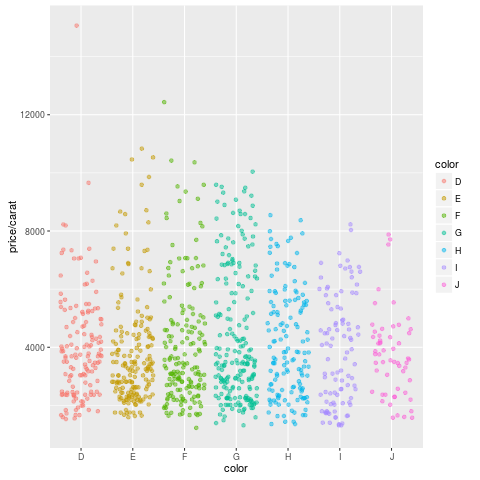 price/carat
12000
8000
4000
D E F G H I J
color
color
D
E
F
G
H
I
J